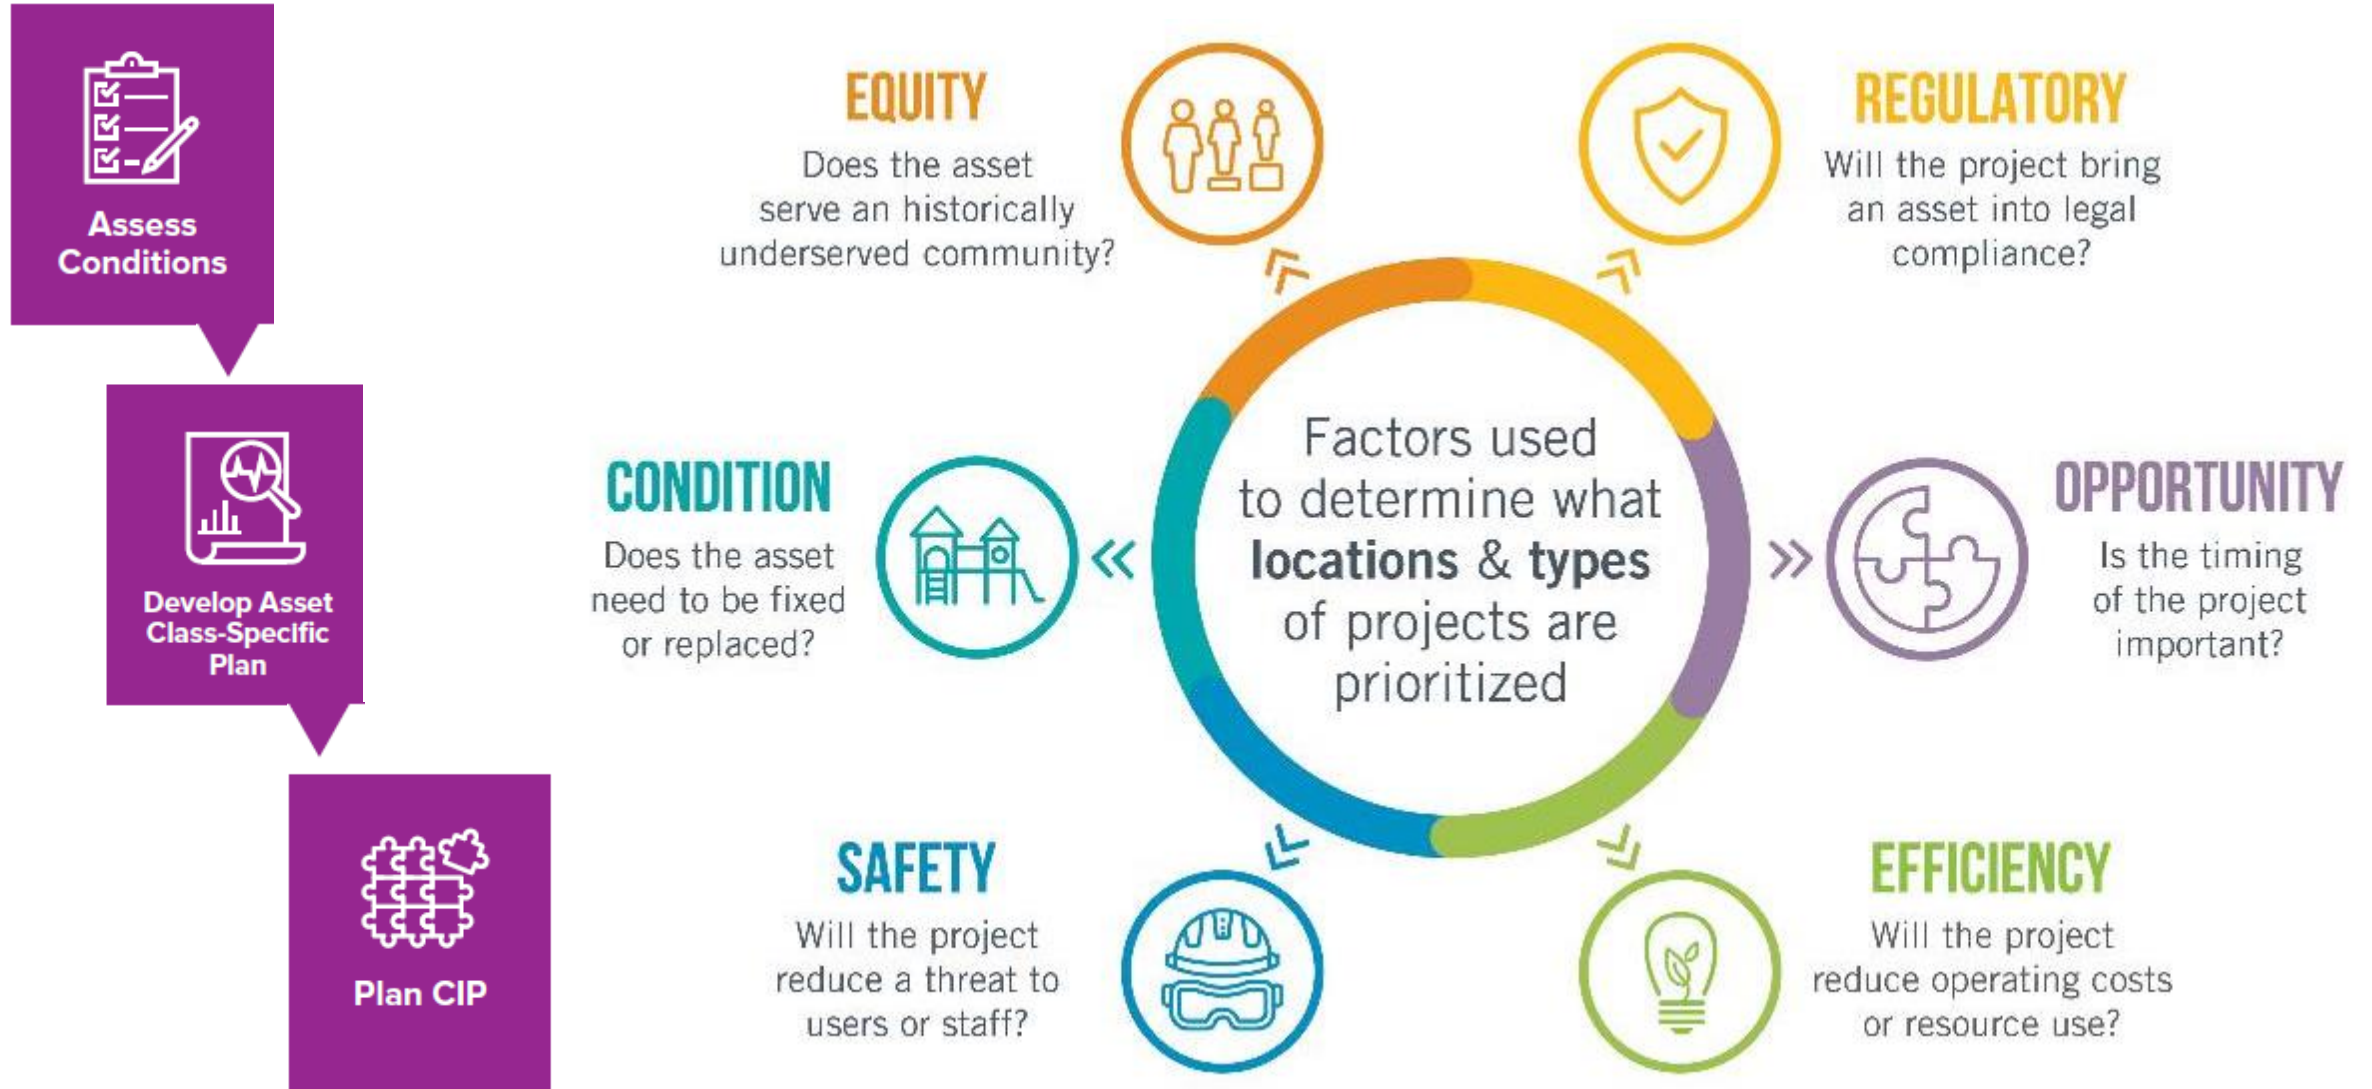 Assess
Conditions
Develop Asset
Class-Specific
Plan
Plan CIP
EQUITY
Does the asset
serve an historically
underserved community?
REGULATORY
Will the project bring
an asset into legal
compliance?
CONDITION
Does the asset
need to be fixed
or replaced?
Factors used
to determine what
locations & types
of projects are
prioritized
OPPORTUNITY
Is the timing
of the project
important?
SAFETY
Will the project
reduce a threat to
users or staff?
EFFICIENCY
Will the project
reduce operating costs
or resource use?